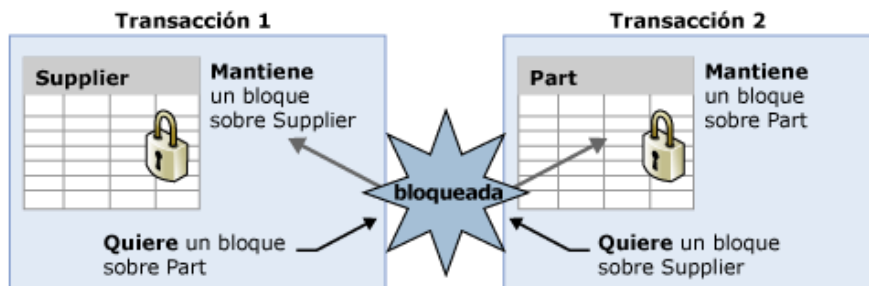 Transacción 1
Supplier
Mantiene
un bloque
sobre Supplier
Quiere un bloque
sobre Part
bloqueada
Transacción 2
Part
Mantiene
un bloque
sobre Part
Quiere un bloque
sobre Supplier